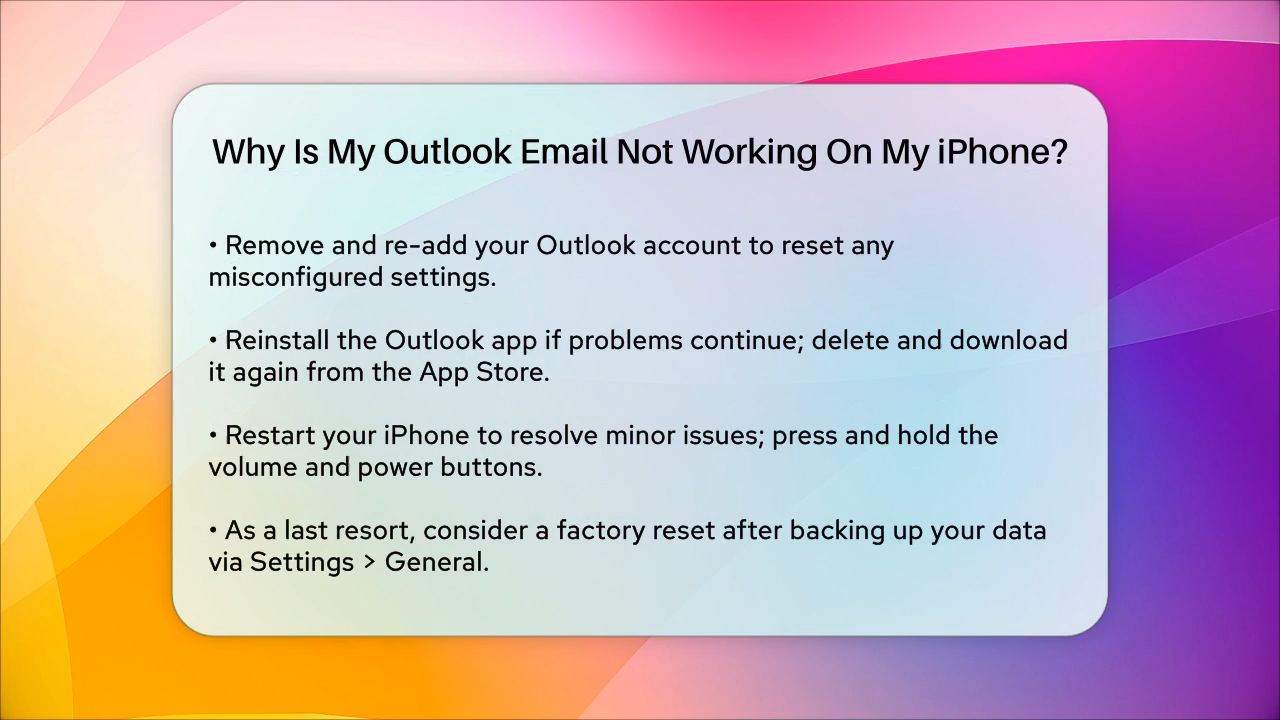 Why Is My Outlook Email Not Working On My iPhone?
• Remove and re-add your Outlook account to reset any
misconfigured settings.
• Reinstall the Outlook app if problems continue; delete and download
it again from the App Store.
• Restart your iPhone to resolve minor issues; press and hold the
volume and power buttons.
• As a last resort, consider a factory reset after backing up your data
via Settings > General.